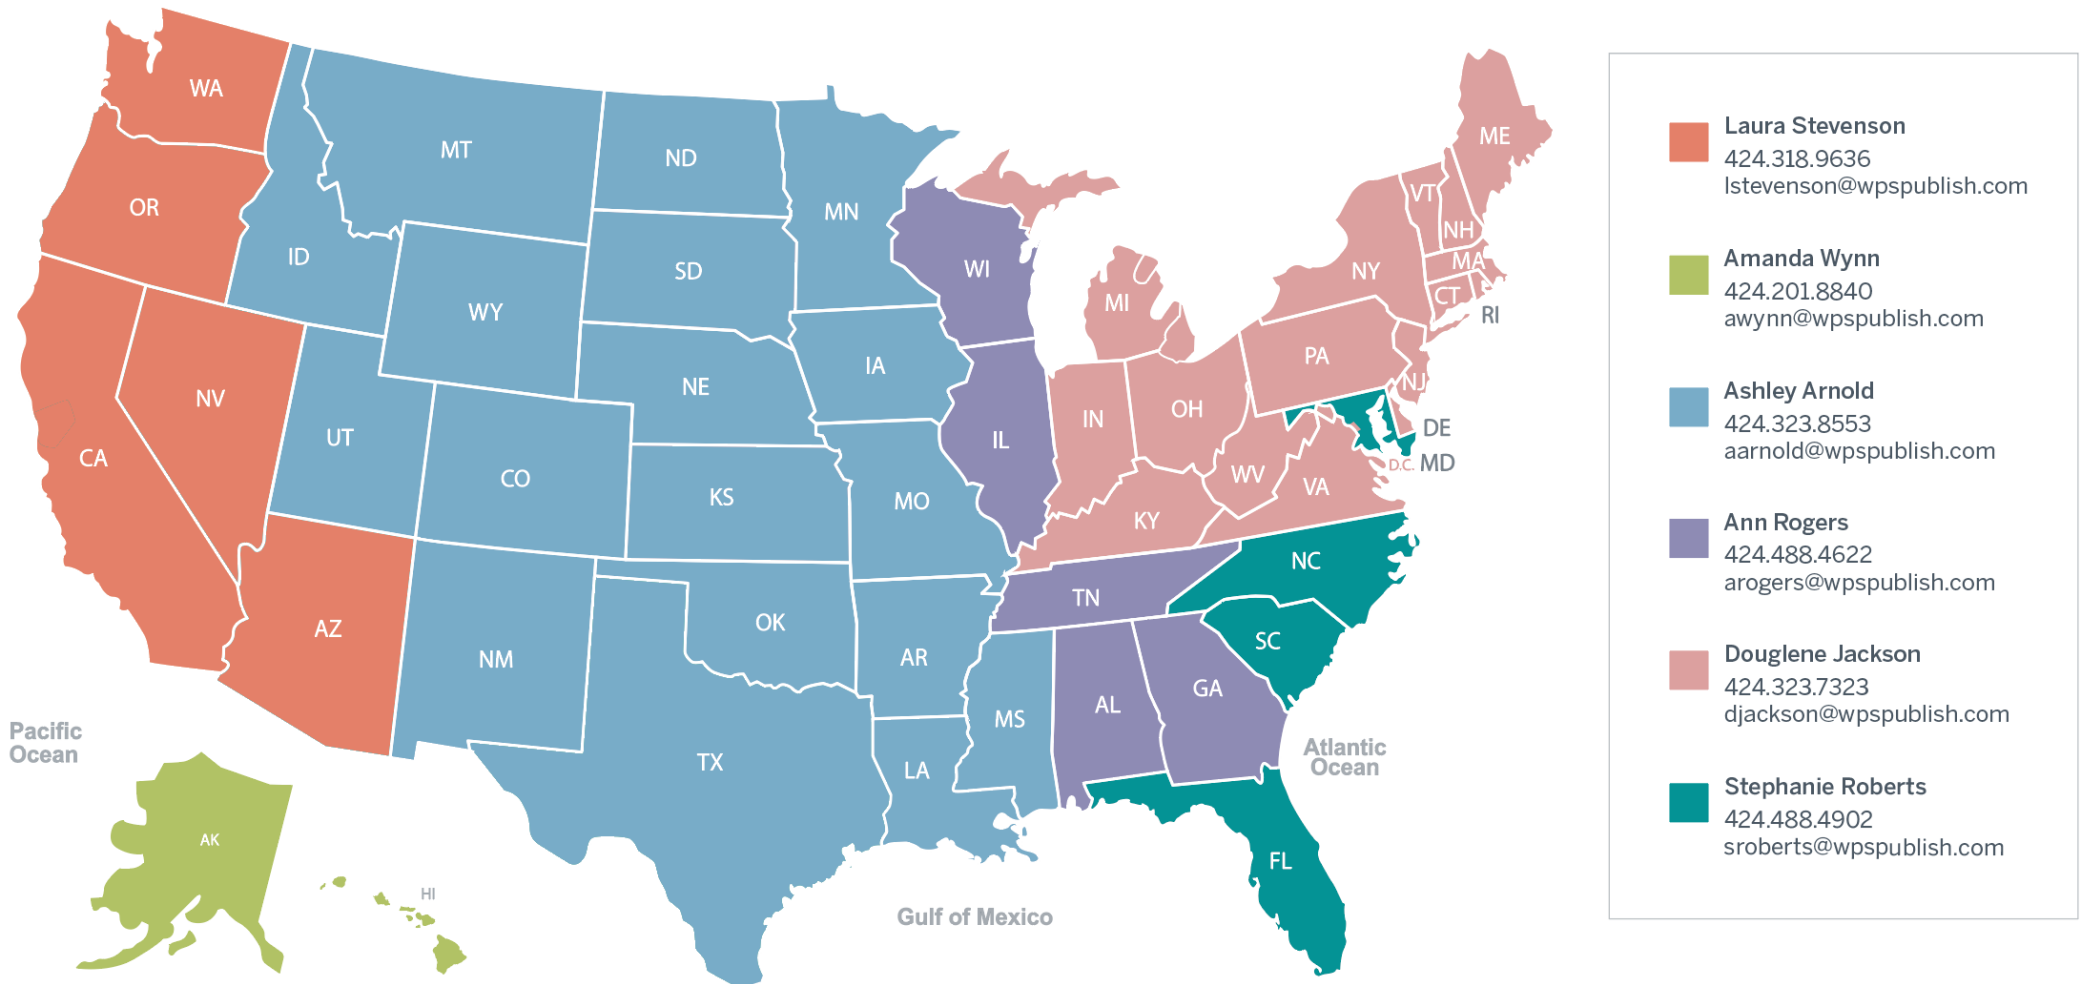 WA
OR
CA
NV
ID
MT
WY
UT
AZ
CO
NM
ND
SD
NE
KS
OK
TX
MN
IA
MO
AR
LA
MS
WI
IL
TN
AL
GA
MI
IN
OH
KY
WV
VA
PA
NY
VT
NH
ME
MA
CT
RI
NJ
DE
MD
D.C.
NC
SC
FL
AK
HI
Pacific
Ocean
Atlantic
Ocean
Gulf of Mexico
Laura Stevenson
424.318.9636
lstevenson@wpspublish.com
Amanda Wynn
424.201.8840
awynn@wpspublish.com
Ashley Arnold
424.323.8553
aarnold@wpspublish.com
Ann Rogers
424.488.4622
arogers@wpspublish.com
Douglene Jackson
424.323.7323
djackson@wpspublish.com
Stephanie Roberts
424.488.4902
sroberts@wpspublish.com